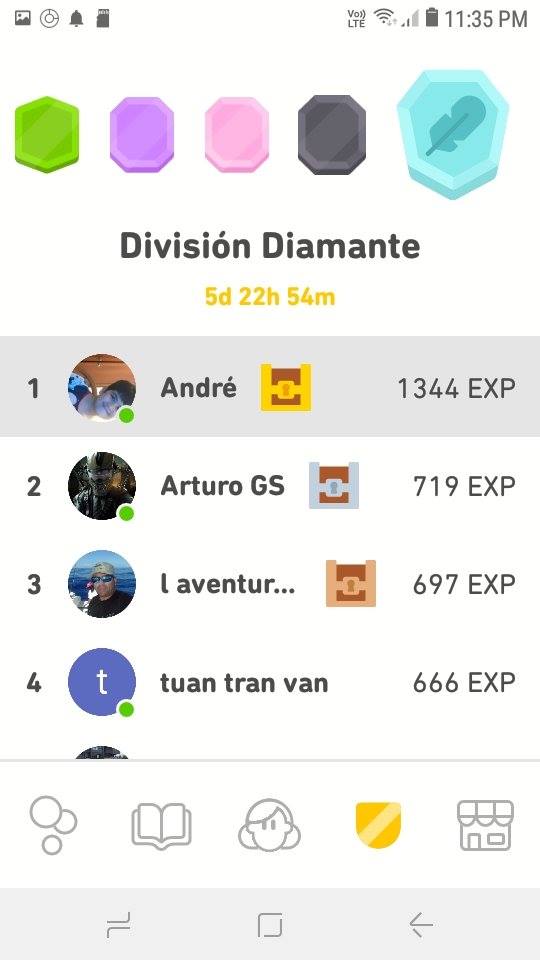 Vo)) 11:35 PM
LTE
División Diamante
5d 22h 54m
1 André 1344 EXP
2 Arturo GS 719 EXP
3 l aventur... 697 EXP
4 t tuan tran van 666 EXP